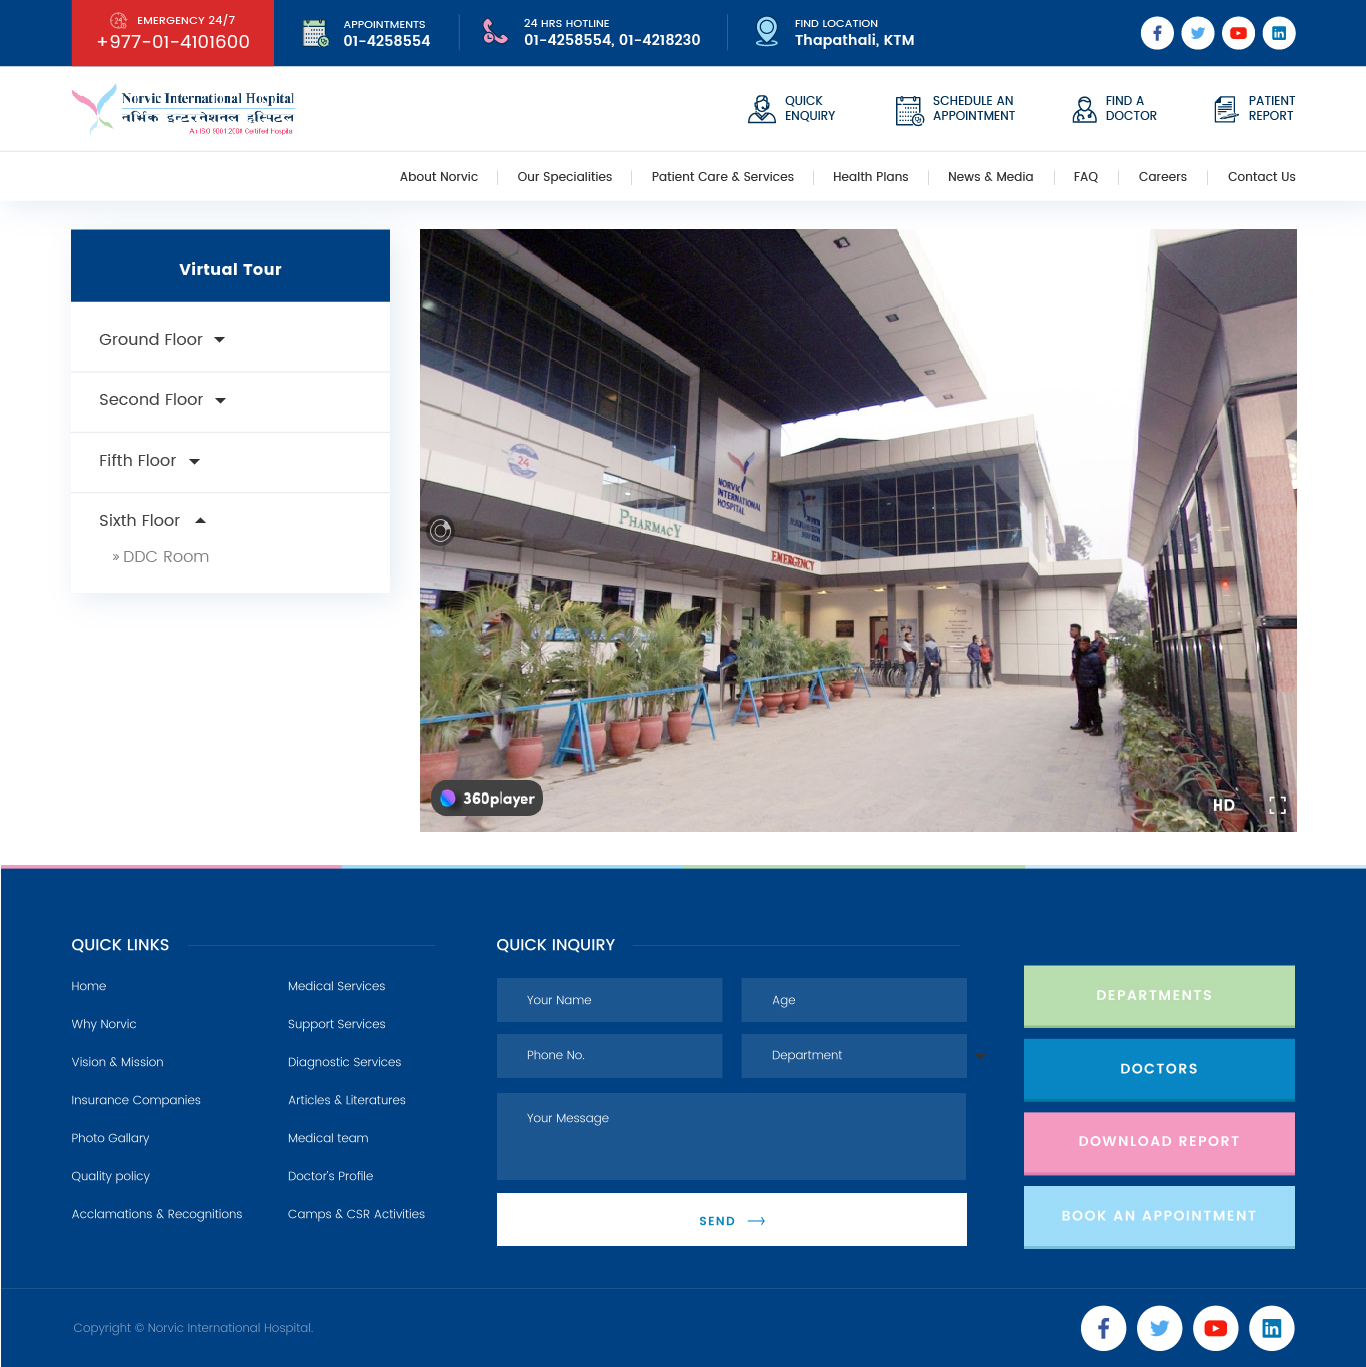 EMERGENCY 24/7
+977-01-4101600
APPOINTMENTS
01-4258554
24 HRS HOTLINE
01-4258554, 01-4218230
FIND LOCATION
Thapathali, KTM
Norvic International Hospital
नर्भिक इन्टरनेशनल हस्पिटल
An ISO 9001:2008 Certified Hospital
QUICK
ENQUIRY
SCHEDULE AN
APPOINTMENT
FIND A
DOCTOR
PATIENT
REPORT
About Norvic
Our Specialities
Patient Care & Services
Health Plans
News & Media
FAQ
Careers
Contact Us
Virtual Tour
Ground Floor
Second Floor
Fifth Floor
Sixth Floor
» DDC Room
24
NORVIC
INTERNATIONAL
HOSPITAL
PHARMACY
EMERGENCY
360player
HD
QUICK LINKS
Home
Why Norvic
Vision & Mission
Insurance Companies
Photo Gallary
Quality policy
Acclamations & Recognitions
Medical Services
Support Services
Diagnostic Services
Articles & Literatures
Medical team
Doctor's Profile
Camps & CSR Activities
QUICK INQUIRY
Your Name
Age
Phone No.
Department
Your Message
SEND
DEPARTMENTS
DOCTORS
DOWNLOAD REPORT
BOOK AN APPOINTMENT
Copyright © Norvic International Hospital.